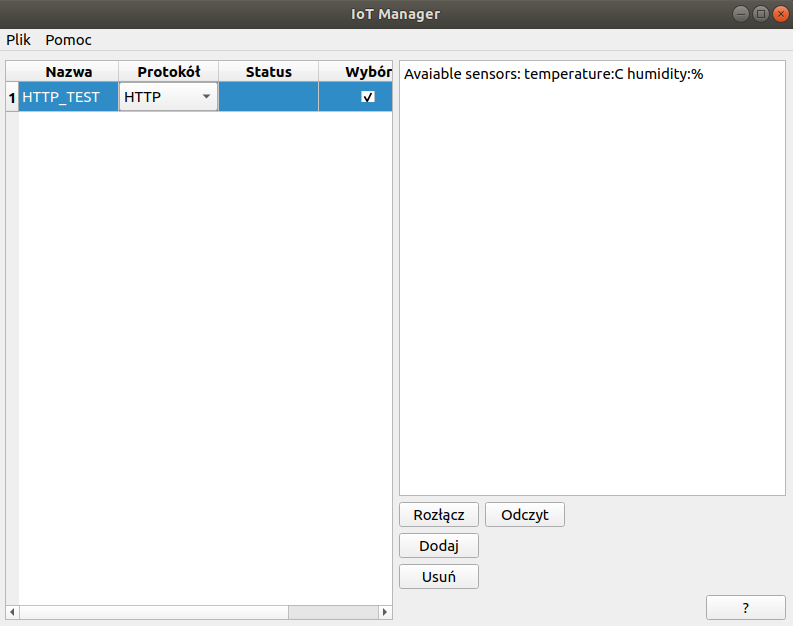 IoT Manager
Plik Pomoc
Nazwa Protokół Status Wybór
1 HTTP_TEST HTTP
Avaiable sensors: temperature:C humidity:%
Rozłącz Odczyt
Dodaj
Usuń
?